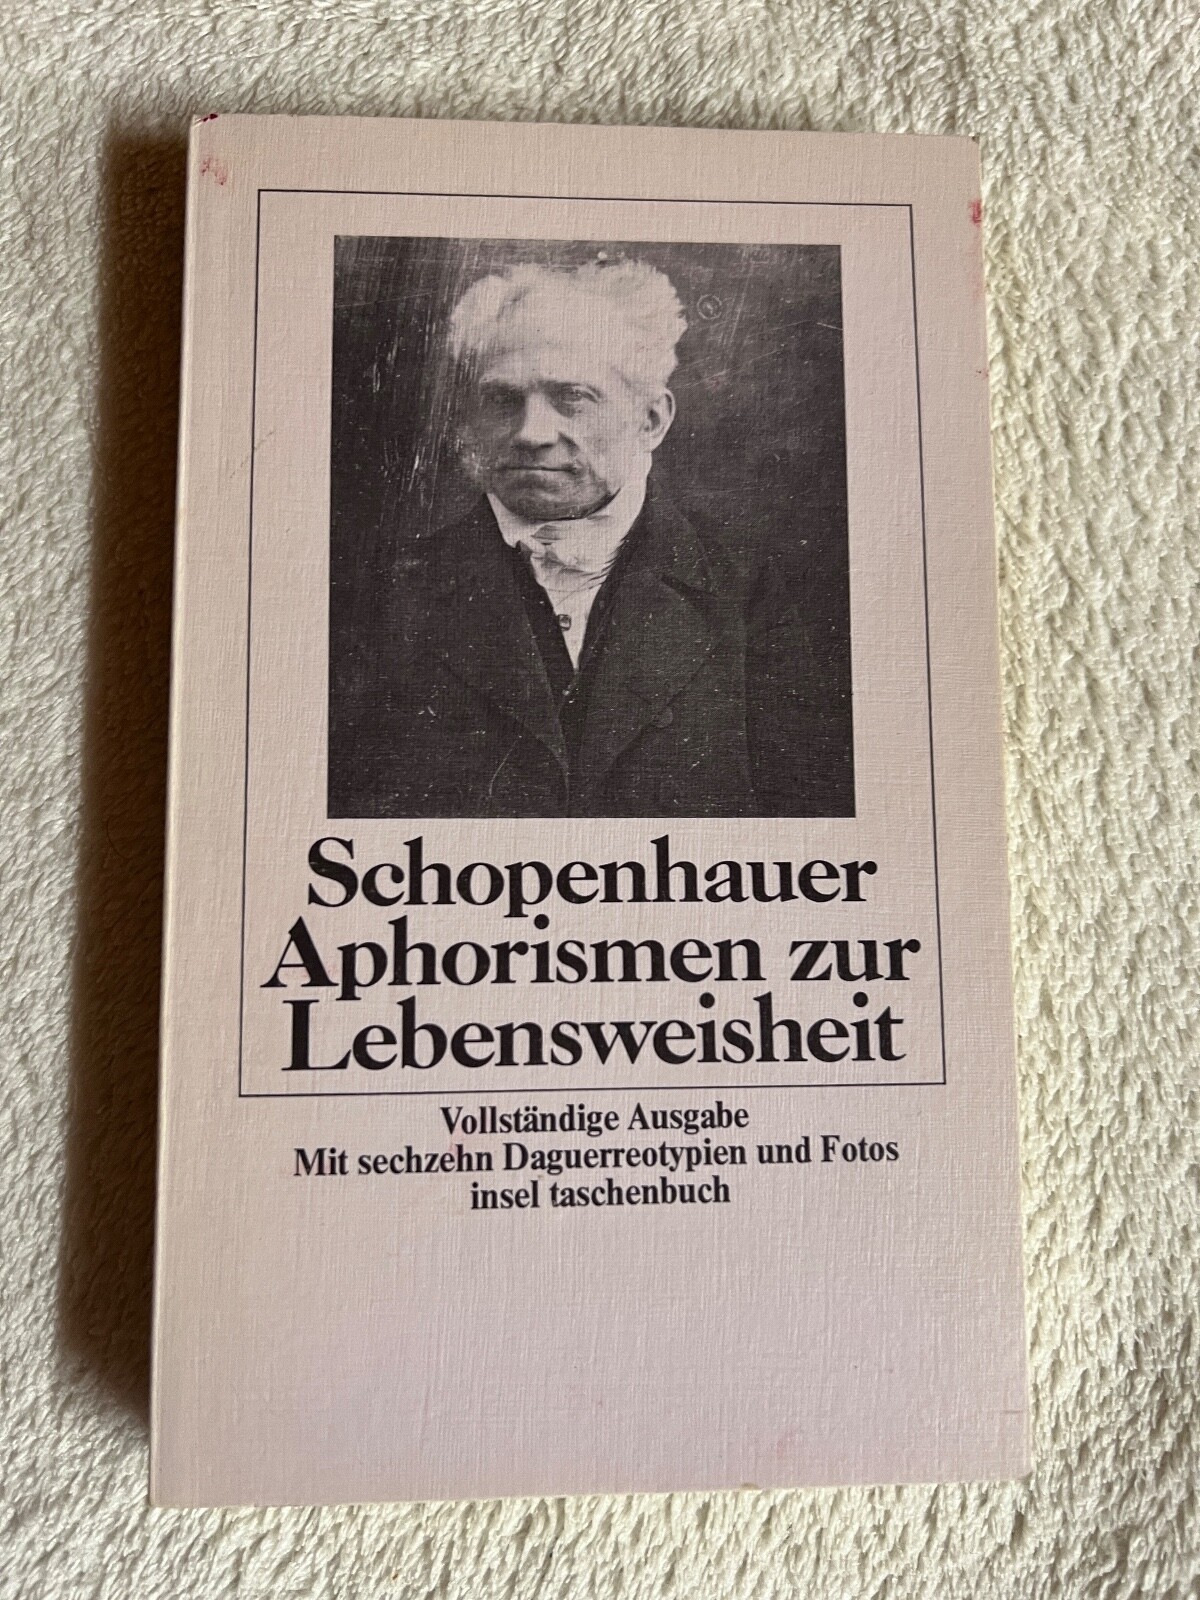 Schopenhauer
Aphorismen zur
Lebensweisheit
Vollständige Ausgabe
Mit sechzehn Daguerreotypien und Fotos
insel taschenbuch